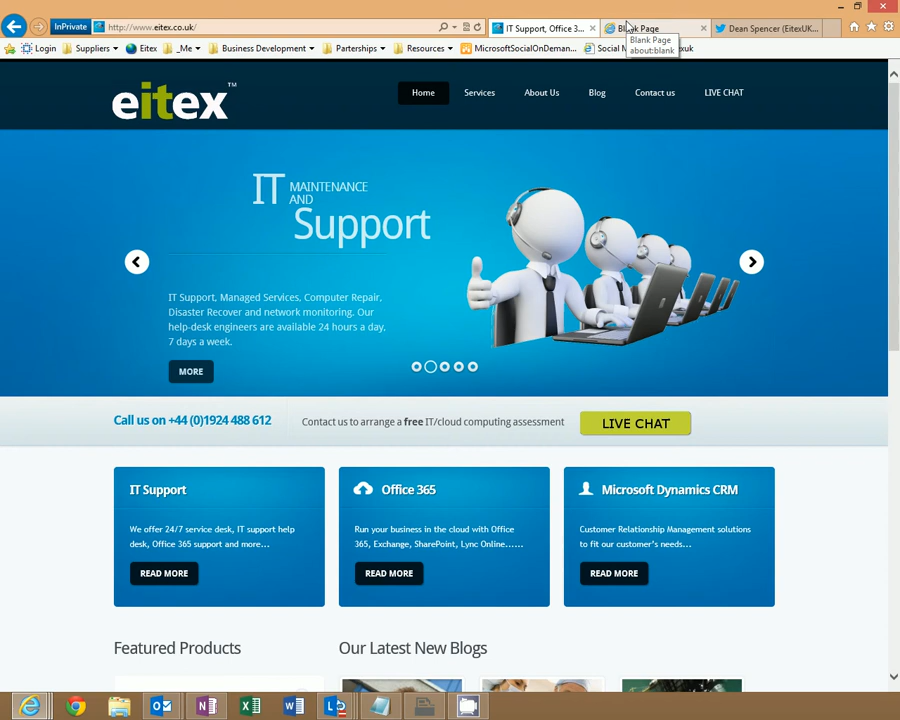 InPrivate
http://www.eitex.co.uk/
IT Support, Office 3...
Blank Page
Dean Spencer (EitexUK...
Blank Page
about:blank
Login
Suppliers
Eitex
_Me
Business Development
Parterships
Resources
MicrosoftSocialOnDeman...
Social M
eitex™
Home
Services
About Us
Blog
Contact us
LIVE CHAT
IT MAINTENANCE
AND
Support
IT Support, Managed Services, Computer Repair,
Disaster Recover and network monitoring. Our
help-desk engineers are available 24 hours a day,
7 days a week.
MORE
Call us on +44 (0)1924 488 612
Contact us to arrange a free IT/cloud computing assessment
LIVE CHAT
IT Support
We offer 24/7 service desk, IT support help
desk, Office 365 support and more...
READ MORE
Office 365
Run your business in the cloud with Office
365, Exchange, SharePoint, Lync Online......
READ MORE
Microsoft Dynamics CRM
Customer Relationship Management solutions
to fit our customer's needs...
READ MORE
Featured Products
Our Latest New Blogs